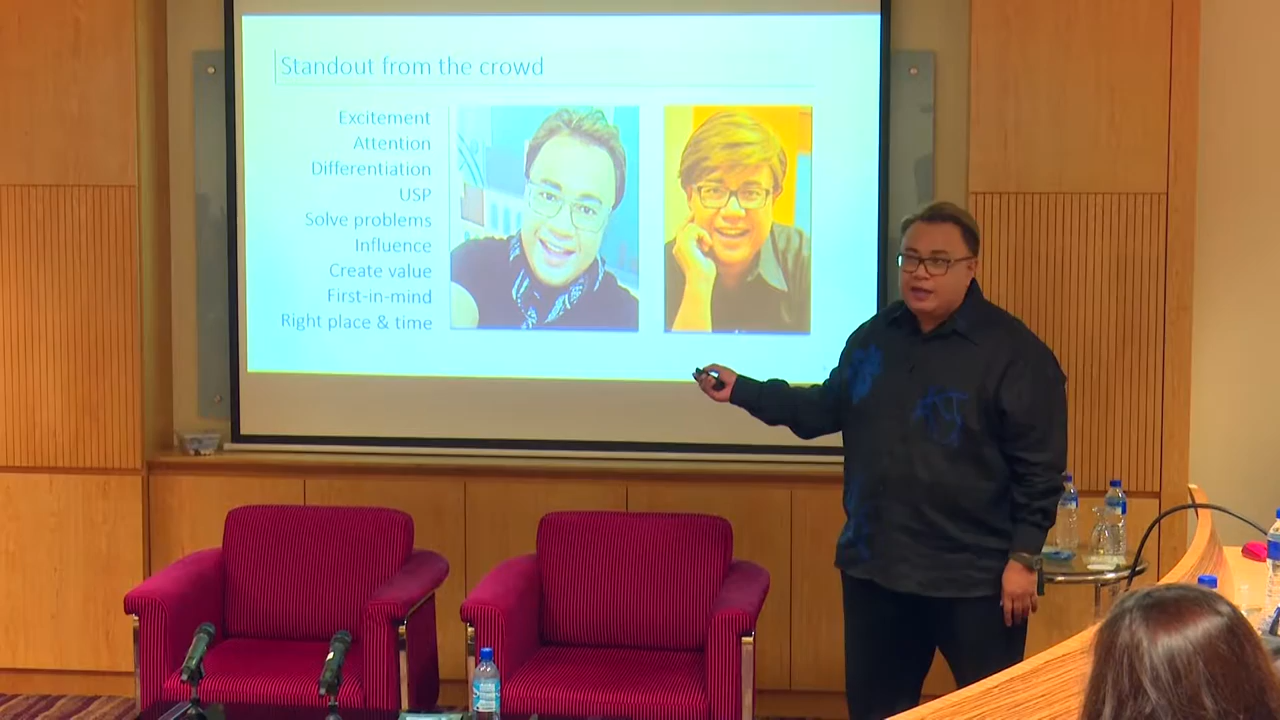 Standout from the crowd
Excitement
Attention
Differentiation
USP
Solve problems
Influence
Create value
First-in-mind
Right place & time